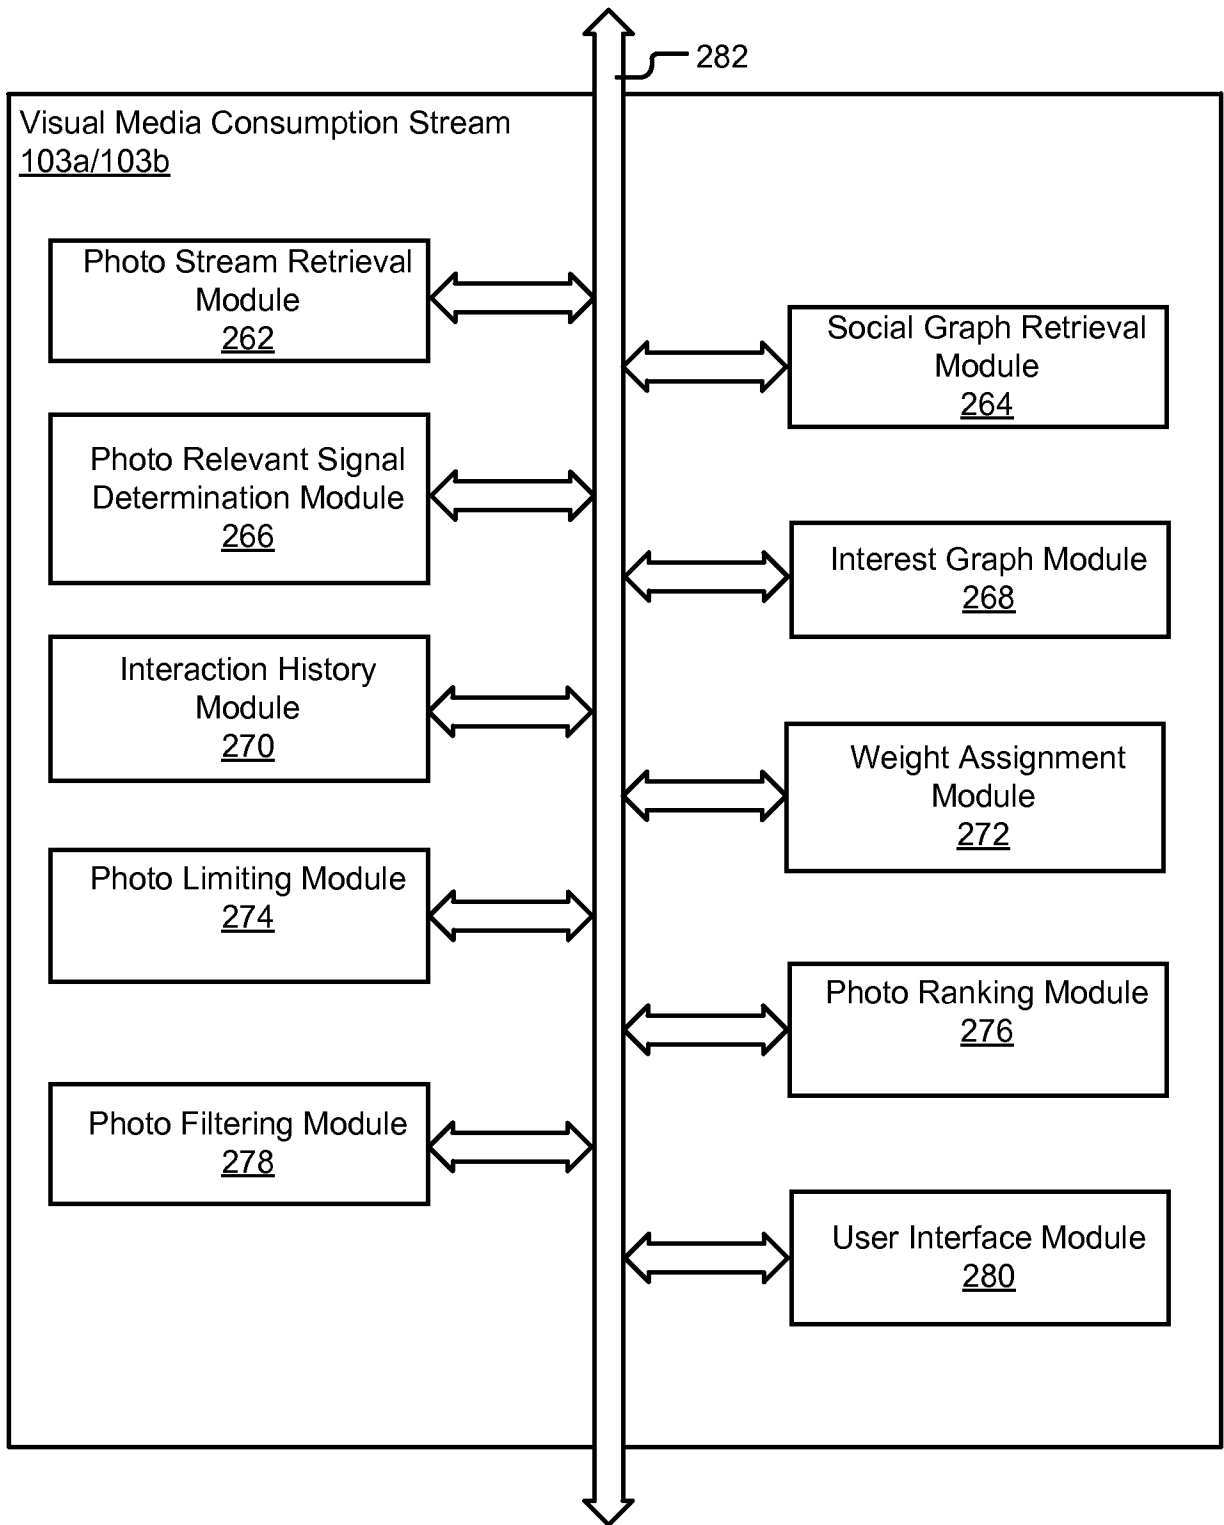 282
Visual Media Consumption Stream
103a/103b
Photo Stream Retrieval
Module
262
Social Graph Retrieval
Module
264
Photo Relevant Signal
Determination Module
266
Interest Graph Module
268
Interaction History
Module
270
Weight Assignment
Module
272
Photo Limiting Module
274
Photo Ranking Module
276
Photo Filtering Module
278
User Interface Module
280